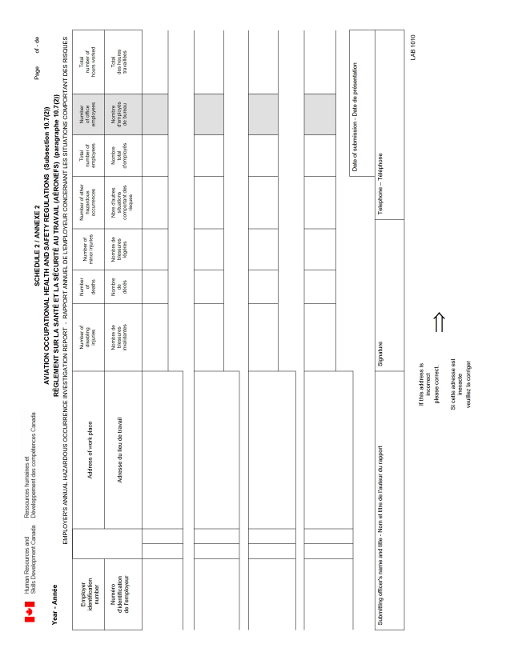 Human Resources and
Skills Development Canada
Ressources humaines et
Développement des compétences Canada
SCHEDULE 2 / ANNEXE 2
Page of - de
AVIATION OCCUPATIONAL HEALTH AND SAFETY REGULATIONS (Subsection 10.7(2))
RÈGLEMENT SUR LA SANTÉ ET LA SÉCURITÉ AU TRAVAIL (AÉRONEFS) (paragraphe 10.7(2))
Year - Année
EMPLOYER'S ANNUAL HAZARDOUS OCCURRENCE INVESTIGATION REPORT - RAPPORT ANNUEL DE L'EMPLOYEUR CONCERNANT LES SITUATIONS COMPORTANT DES RISQUES
Employer
identification
number
Address of work place
Number of
disabling
injuries
Number
of
deaths
Number of
minor injuries
Number of other
hazardous
occurrences
Total
number of
employees
Number
of office
employees
Total
number of
hours worked
Numéro
d'identification
de l'employeur
Adresse du lieu de travail
Nombre de
blessures
invalidantes
Nombre
de
décès
Nombre de
blessures
légères
Nbre d'autres
situations
comportant des
risques
Nombre
total
d'employés
Nombre
d'employés
de bureau
Total
des heures
travaillées
Date of submission - Date de présentation
Submitting officer's name and title - Nom et titre de l'auteur du rapport
Signature
Telephone - Téléphone
If this address is
incorrect
please correct.
Si cette adresse est
inexacte
veuillez la corriger
LAB 1010